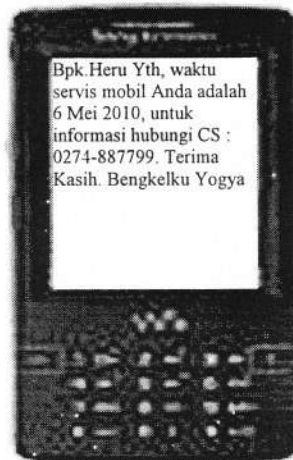 Bpk.Heru Yth, waktu
servis mobil Anda adalah
6 Mei 2010, untuk
informasi hubungi CS :
0274-887799. Terima
Kasih. Bengkelku Yogya